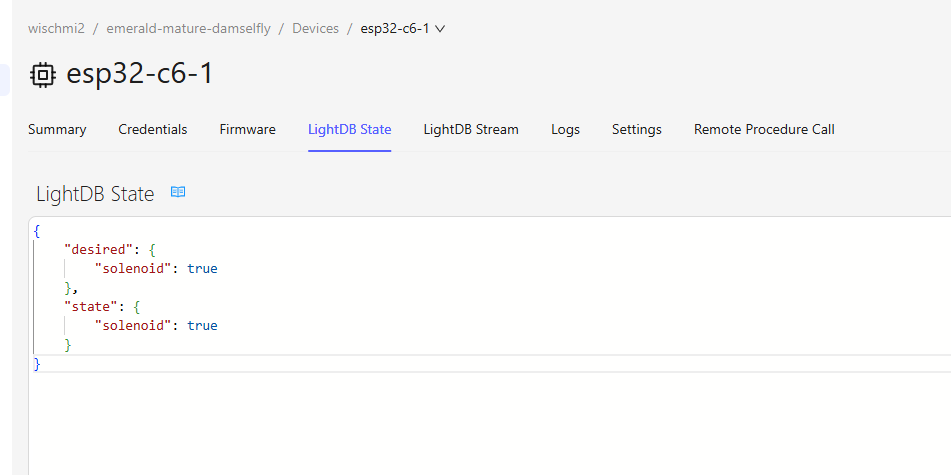 wischmi2 / emerald-mature-damselfly / Devices / esp32-c6-1
esp32-c6-1
Summary Credentials Firmware LightDB State LightDB Stream Logs Settings Remote Procedure Call
LightDB State
{
    "desired": {
        "solenoid": true
    },
    "state": {
        "solenoid": true
    }
}